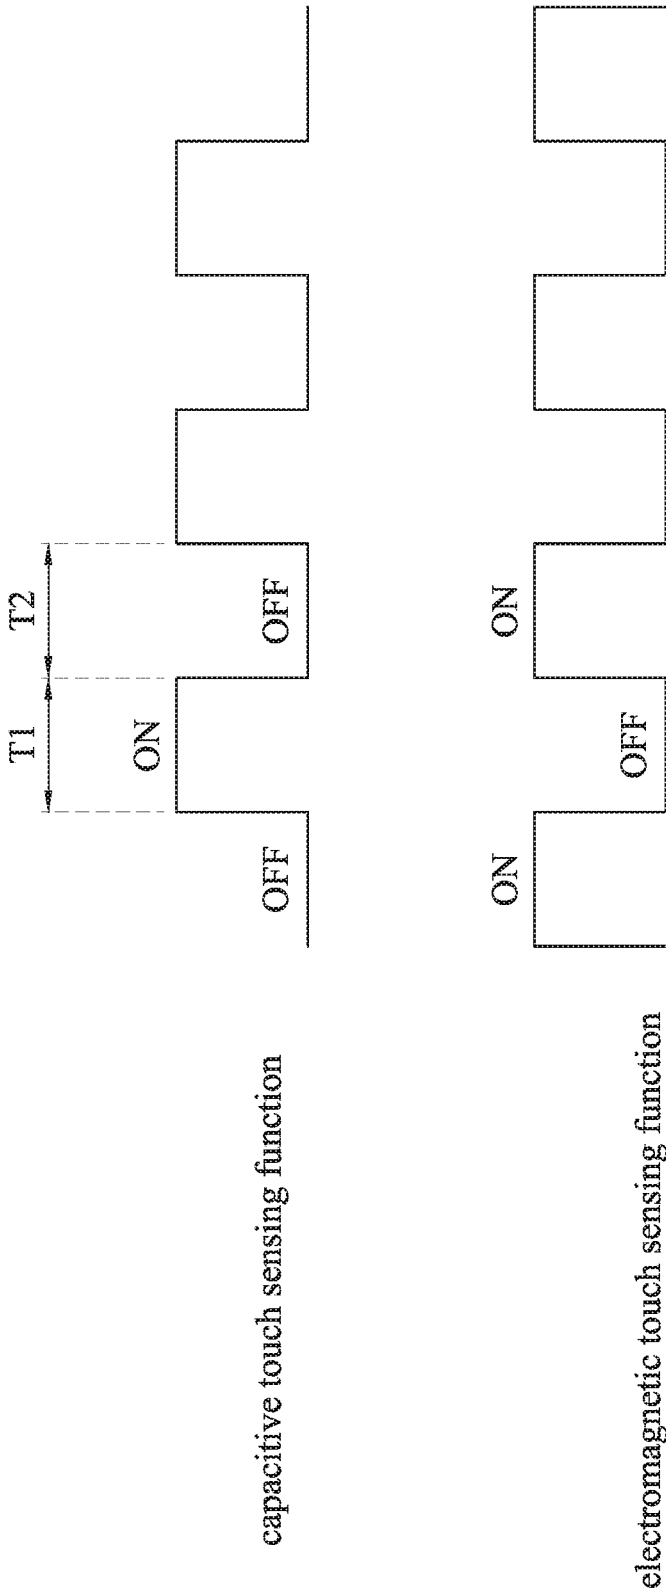 T1
T2
ON
capacitive touch sensing function
OFF
OFF
ON
ON
electromagnetic touch sensing function
OFF